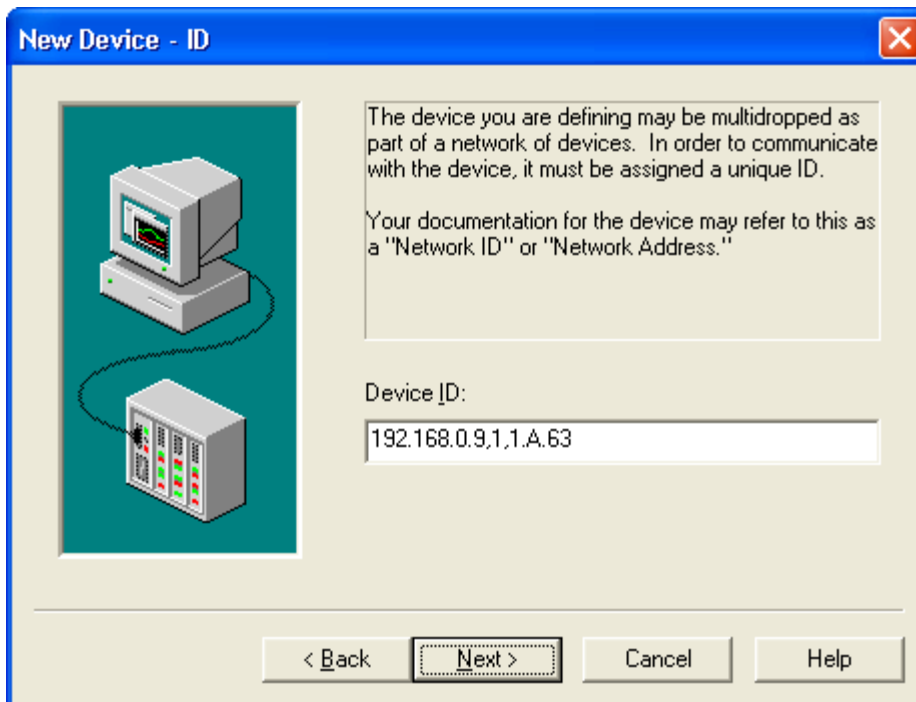 New Device - ID
The device you are defining may be multidropped as
part of a network of devices.  In order to communicate
with the device, it must be assigned a unique ID.
Your documentation for the device may refer to this as
a "Network ID" or "Network Address."
Device ID:
192.168.0.9,1,1.A.63
< Back
Next >
Cancel
Help